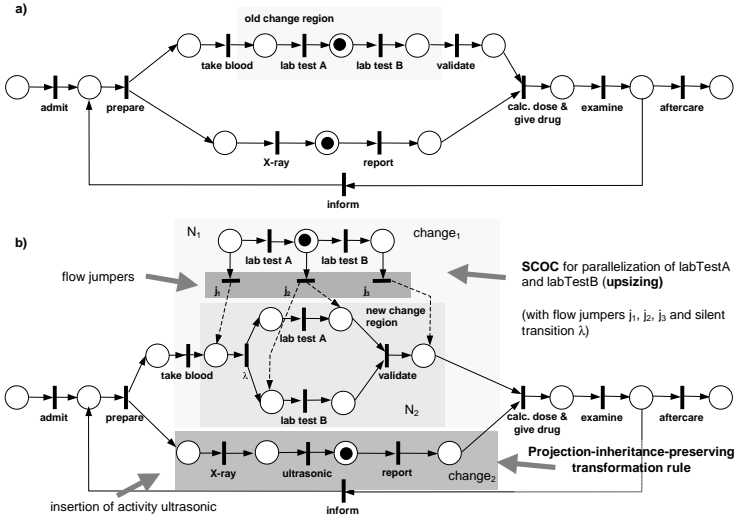 a)
old change region
take blood
lab test A
lab test B
validate
admit
prepare
calc. dose &
give drug
examine
aftercare
X-ray
report
inform
b)
N1
change1
lab test A
lab test B
flow jumpers
j1
j2
j3
SCOC for parallelization of labTestA
and labTestB (upsizing)
(with flow jumpers j1, j2, j3 and silent
transition λ)
new change
region
lab test A
take blood
λ
validate
lab test B
N2
admit
prepare
calc. dose &
give drug
examine
aftercare
X-ray
ultrasonic
report
change2
Projection-inheritance-preserving
transformation rule
insertion of activity ultrasonic
inform